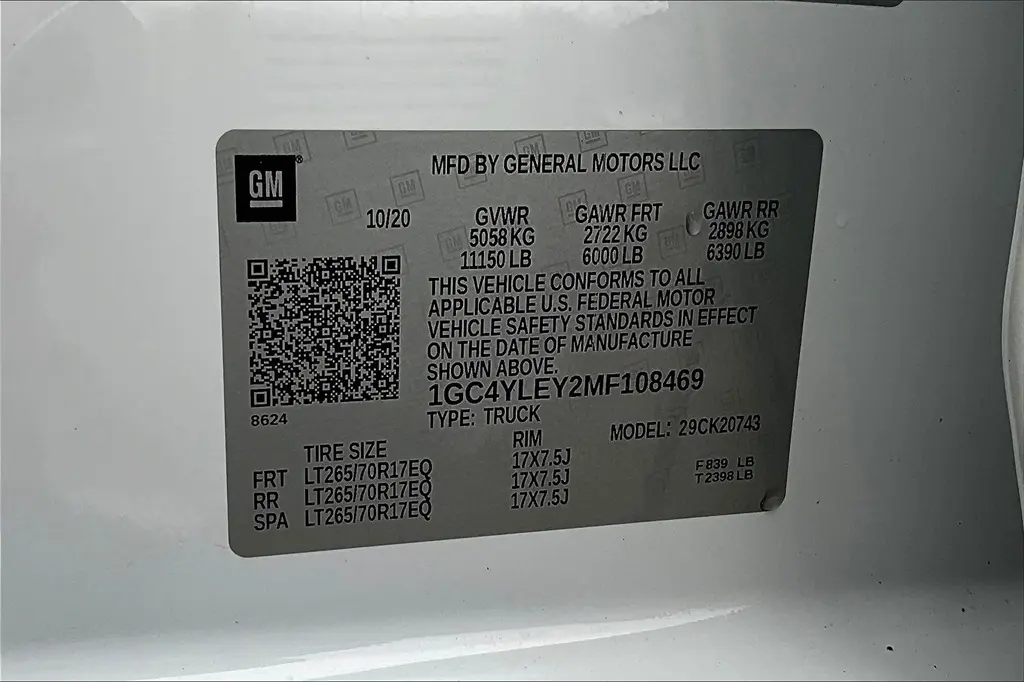 GM
MFD BY GENERAL MOTORS LLC
10/20 GVWR GAWR FRT GAWR RR
5058 KG 2722 KG 2898 KG
11150 LB 6000 LB 6390 LB
THIS VEHICLE CONFORMS TO ALL
APPLICABLE U.S. FEDERAL MOTOR
VEHICLE SAFETY STANDARDS IN EFFECT
ON THE DATE OF MANUFACTURE
SHOWN ABOVE.
1GC4YLEY2MF108469
8624
TYPE: TRUCK MODEL: 29CK20743
TIRE SIZE RIM
FRT LT265/70R17EQ 17X7.5J
RR LT265/70R17EQ 17X7.5J
SPA LT265/70R17EQ 17X7.5J
F839 LB
T2398 LB